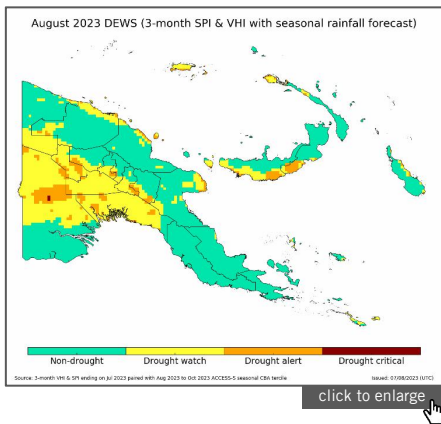 August 2023 DEWS (3-month SPI & VHI with seasonal rainfall forecast)
Non-drought Drought watch Drought alert Drought critical
Source: 3-month VHI & SPI ending on Jul 2023 paired with Aug 2023 to Oct 2023 ACCESS-S seasonal CBA tercile Issued: 07/08/2023 (UTC)
click to enlarge